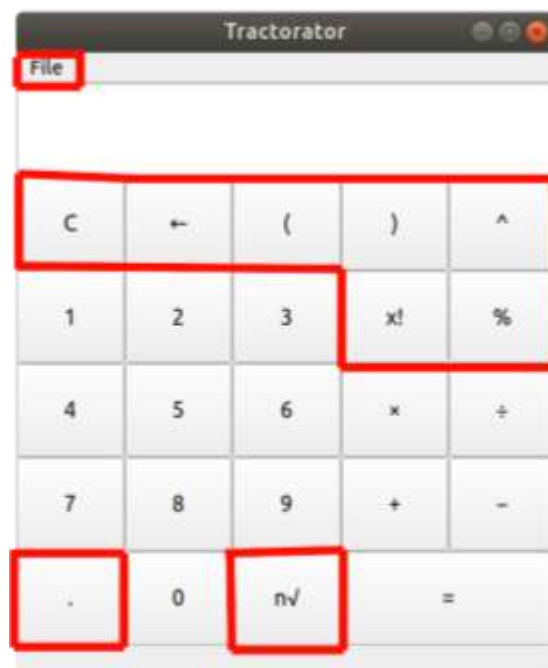 Tractorator
File
C ← ( ) ^
1 2 3 x! %
4 5 6 × ÷
7 8 9 + −
. 0 n√ =